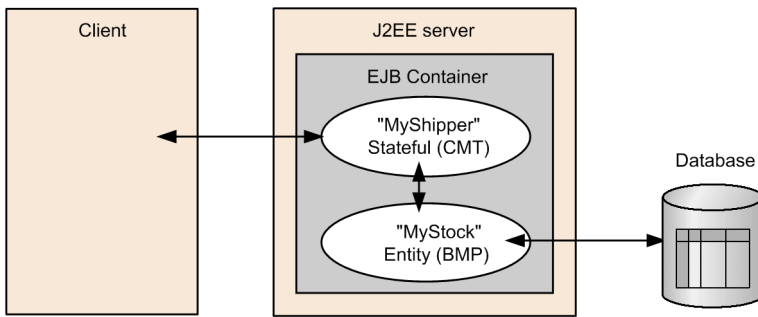 Client
J2EE server
EJB Container
"MyShipper"
Stateful (CMT)
Database
"MyStock"
Entity (BMP)